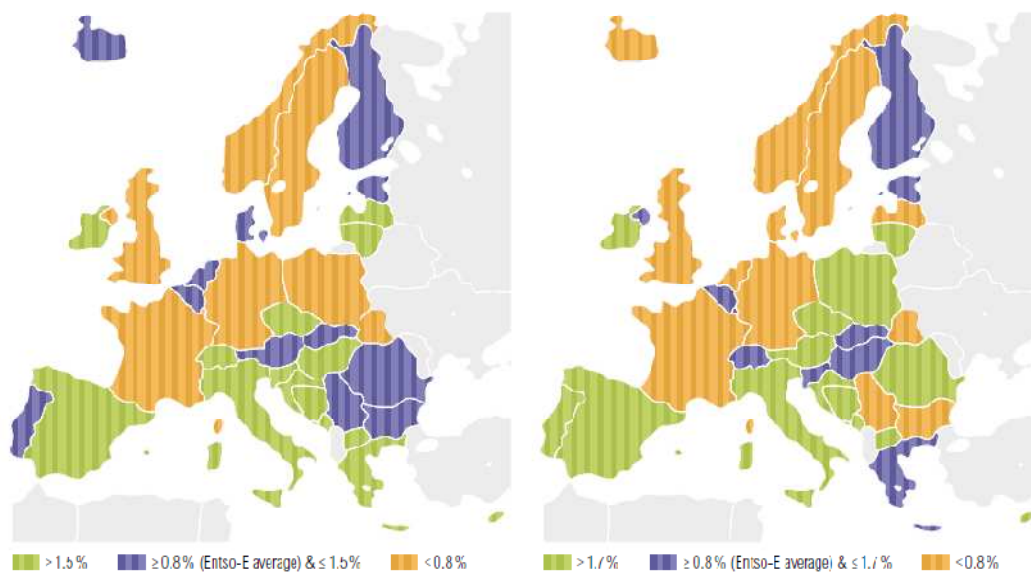 >1.5% ≥0.8% (Entso-E average) & ≤1.5% <0.8%
>1.7% ≥0.8% (Entso-E average) & ≤1.7% <0.8%